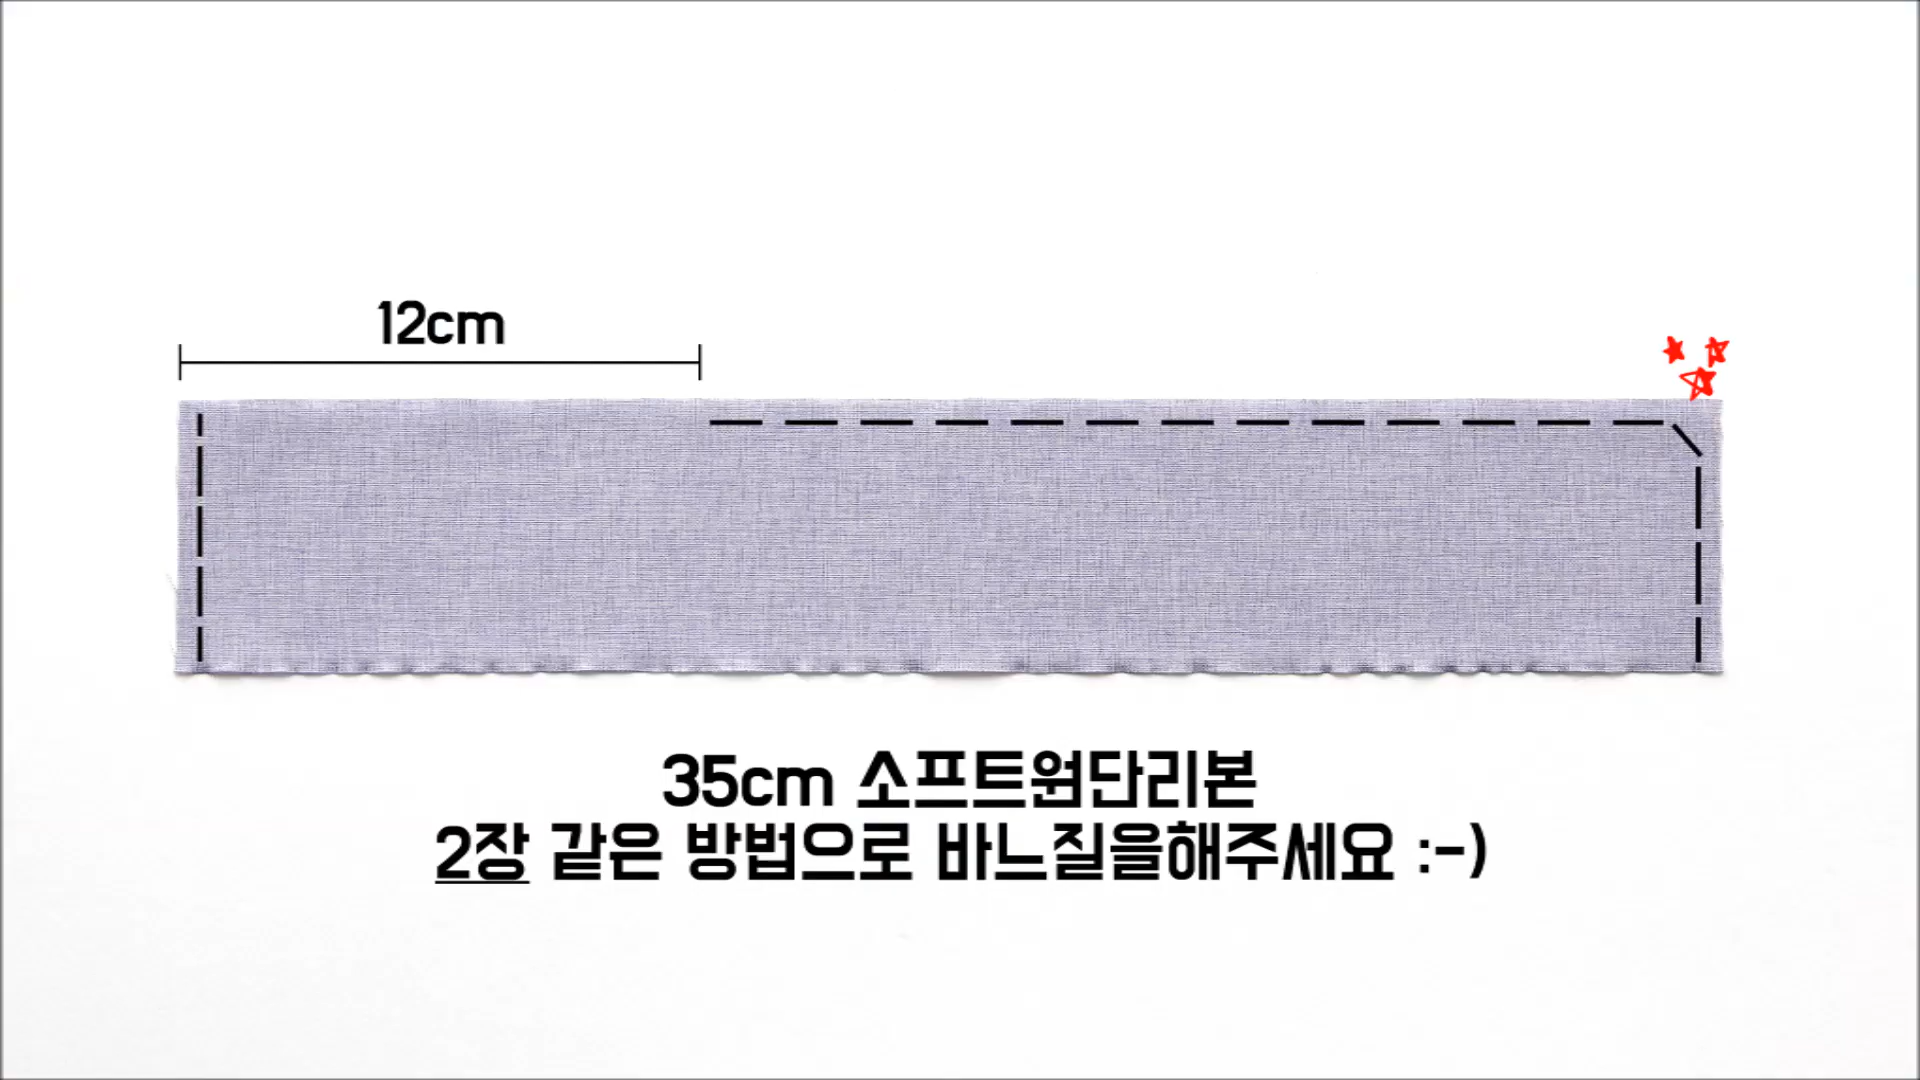 12cm
35cm 소프트원단리본
2장 같은 방법으로 바느질을해주세요 :-)